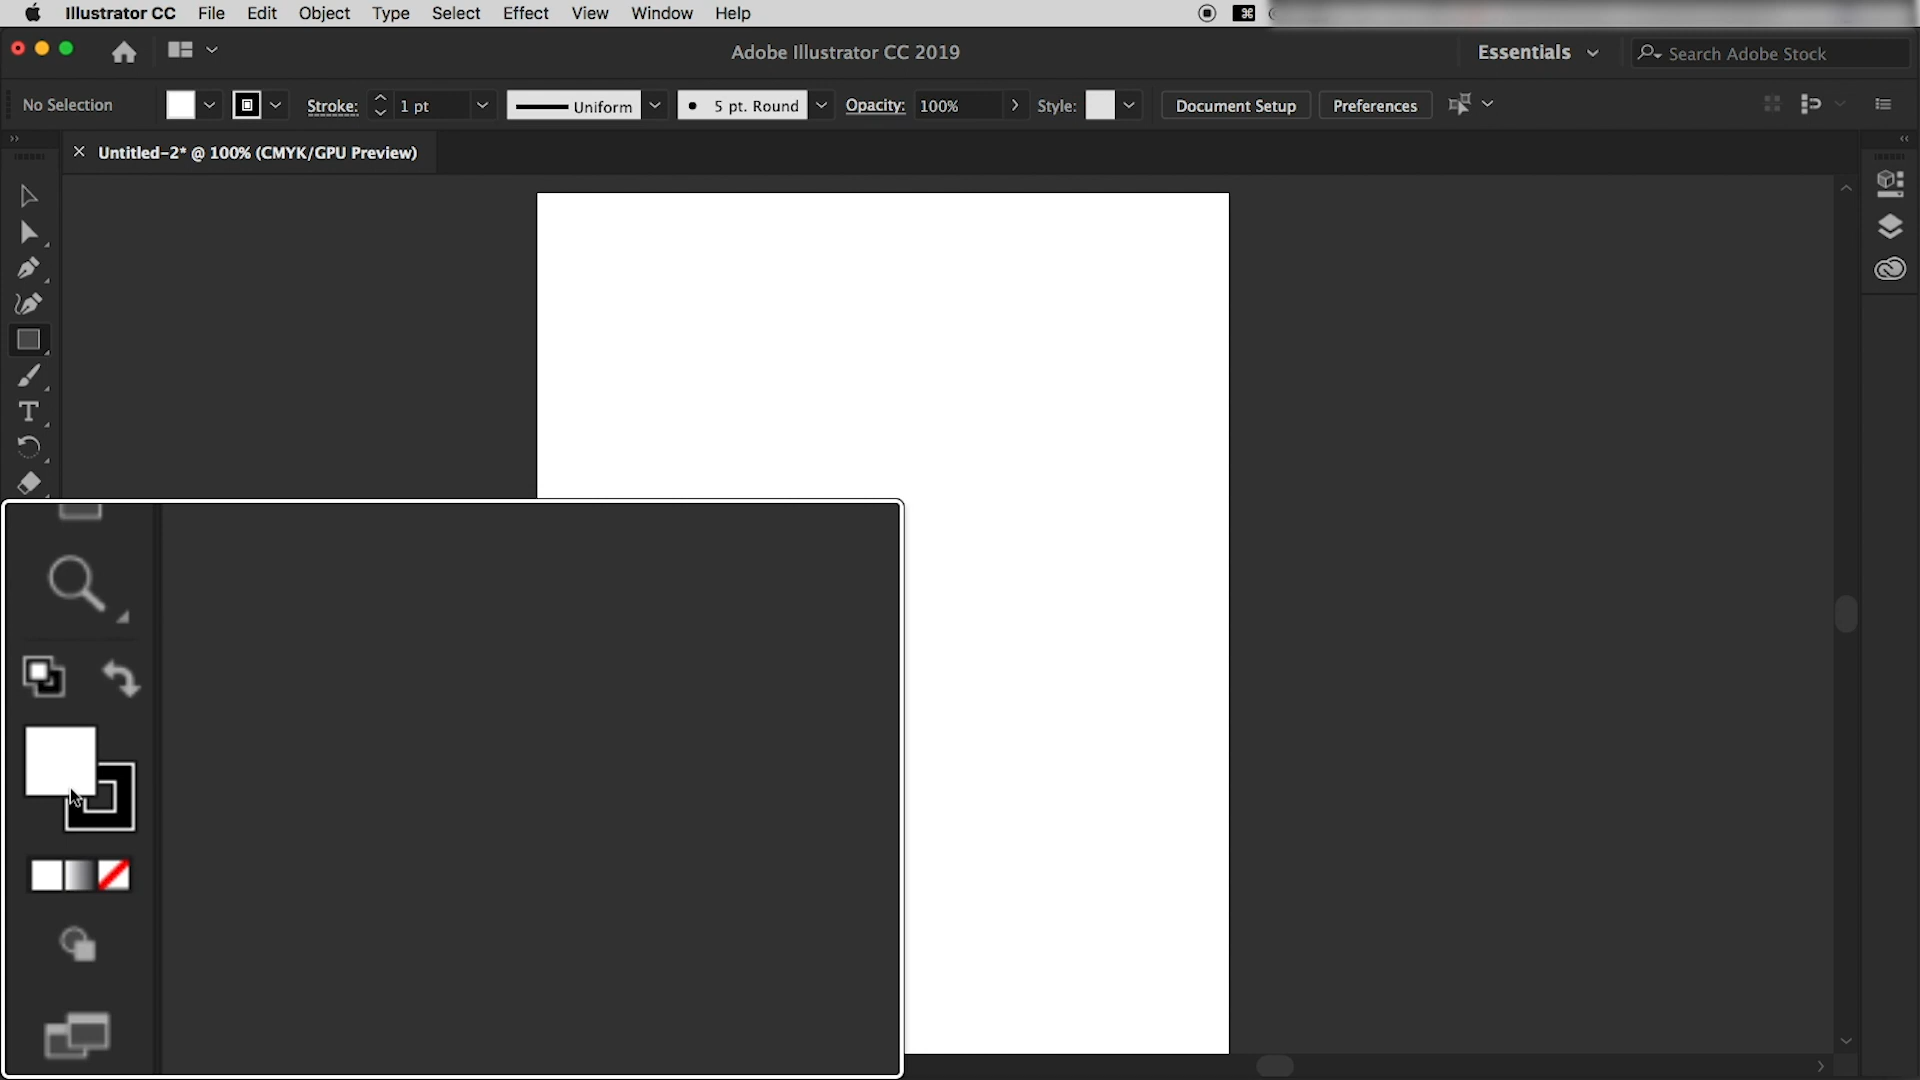 Illustrator CC File Edit Object Type Select Effect View Window Help
Adobe Illustrator CC 2019
Essentials
Search Adobe Stock
No Selection Stroke: 1 pt Uniform 5 pt. Round Opacity: 100% Style: Document Setup Preferences
Untitled-2* @ 100% (CMYK/GPU Preview)